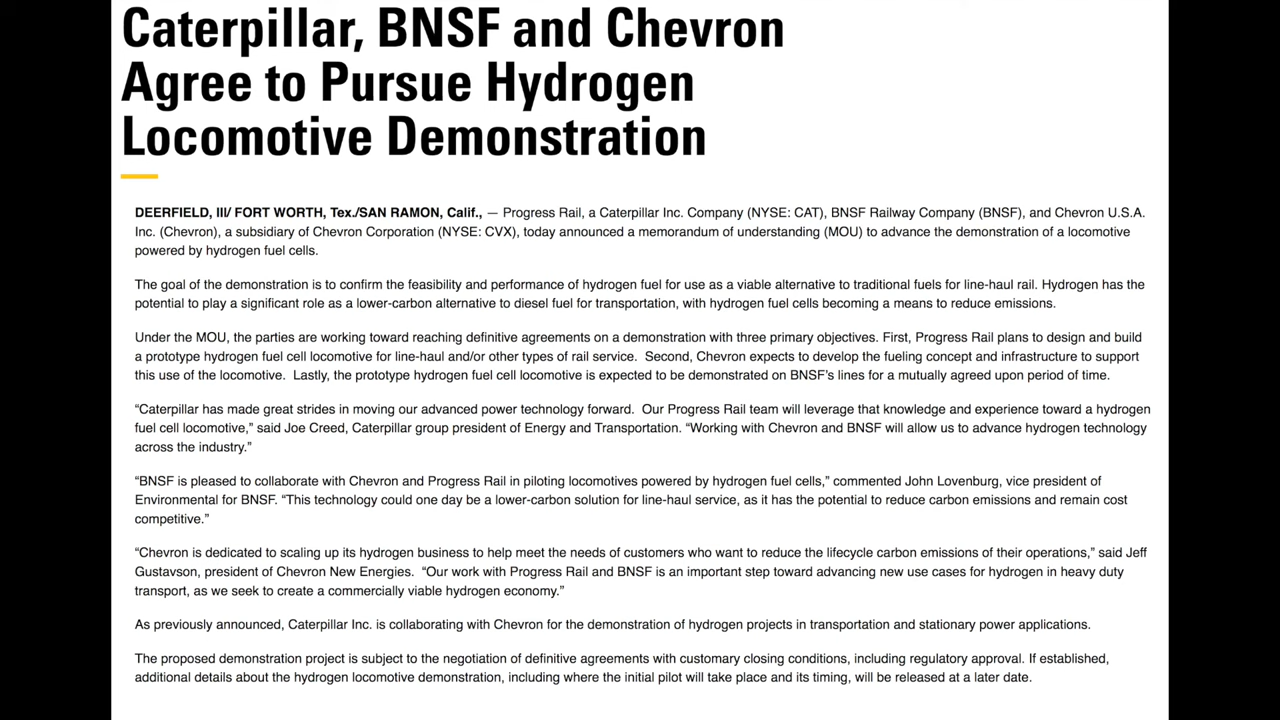 Caterpillar, BNSF and Chevron
Agree to Pursue Hydrogen
Locomotive Demonstration
DEERFIELD, Ill/ FORT WORTH, Tex./SAN RAMON, Calif., — Progress Rail, a Caterpillar Inc. Company (NYSE: CAT), BNSF Railway Company (BNSF), and Chevron U.S.A.
Inc. (Chevron), a subsidiary of Chevron Corporation (NYSE: CVX), today announced a memorandum of understanding (MOU) to advance the demonstration of a locomotive
powered by hydrogen fuel cells.
The goal of the demonstration is to confirm the feasibility and performance of hydrogen fuel for use as a viable alternative to traditional fuels for line-haul rail. Hydrogen has the
potential to play a significant role as a lower-carbon alternative to diesel fuel for transportation, with hydrogen fuel cells becoming a means to reduce emissions.
Under the MOU, the parties are working toward reaching definitive agreements on a demonstration with three primary objectives. First, Progress Rail plans to design and build
a prototype hydrogen fuel cell locomotive for line-haul and/or other types of rail service.  Second, Chevron expects to develop the fueling concept and infrastructure to support
this use of the locomotive.  Lastly, the prototype hydrogen fuel cell locomotive is expected to be demonstrated on BNSF's lines for a mutually agreed upon period of time.
“Caterpillar has made great strides in moving our advanced power technology forward.  Our Progress Rail team will leverage that knowledge and experience toward a hydrogen
fuel cell locomotive,” said Joe Creed, Caterpillar group president of Energy and Transportation. “Working with Chevron and BNSF will allow us to advance hydrogen technology
across the industry.”
“BNSF is pleased to collaborate with Chevron and Progress Rail in piloting locomotives powered by hydrogen fuel cells,” commented John Lovenburg, vice president of
Environmental for BNSF. “This technology could one day be a lower-carbon solution for line-haul service, as it has the potential to reduce carbon emissions and remain cost
competitive.”
“Chevron is dedicated to scaling up its hydrogen business to help meet the needs of customers who want to reduce the lifecycle carbon emissions of their operations,” said Jeff
Gustavson, president of Chevron New Energies.  “Our work with Progress Rail and BNSF is an important step toward advancing new use cases for hydrogen in heavy duty
transport, as we seek to create a commercially viable hydrogen economy.”
As previously announced, Caterpillar Inc. is collaborating with Chevron for the demonstration of hydrogen projects in transportation and stationary power applications.
The proposed demonstration project is subject to the negotiation of definitive agreements with customary closing conditions, including regulatory approval. If established,
additional details about the hydrogen locomotive demonstration, including where the initial pilot will take place and its timing, will be released at a later date.